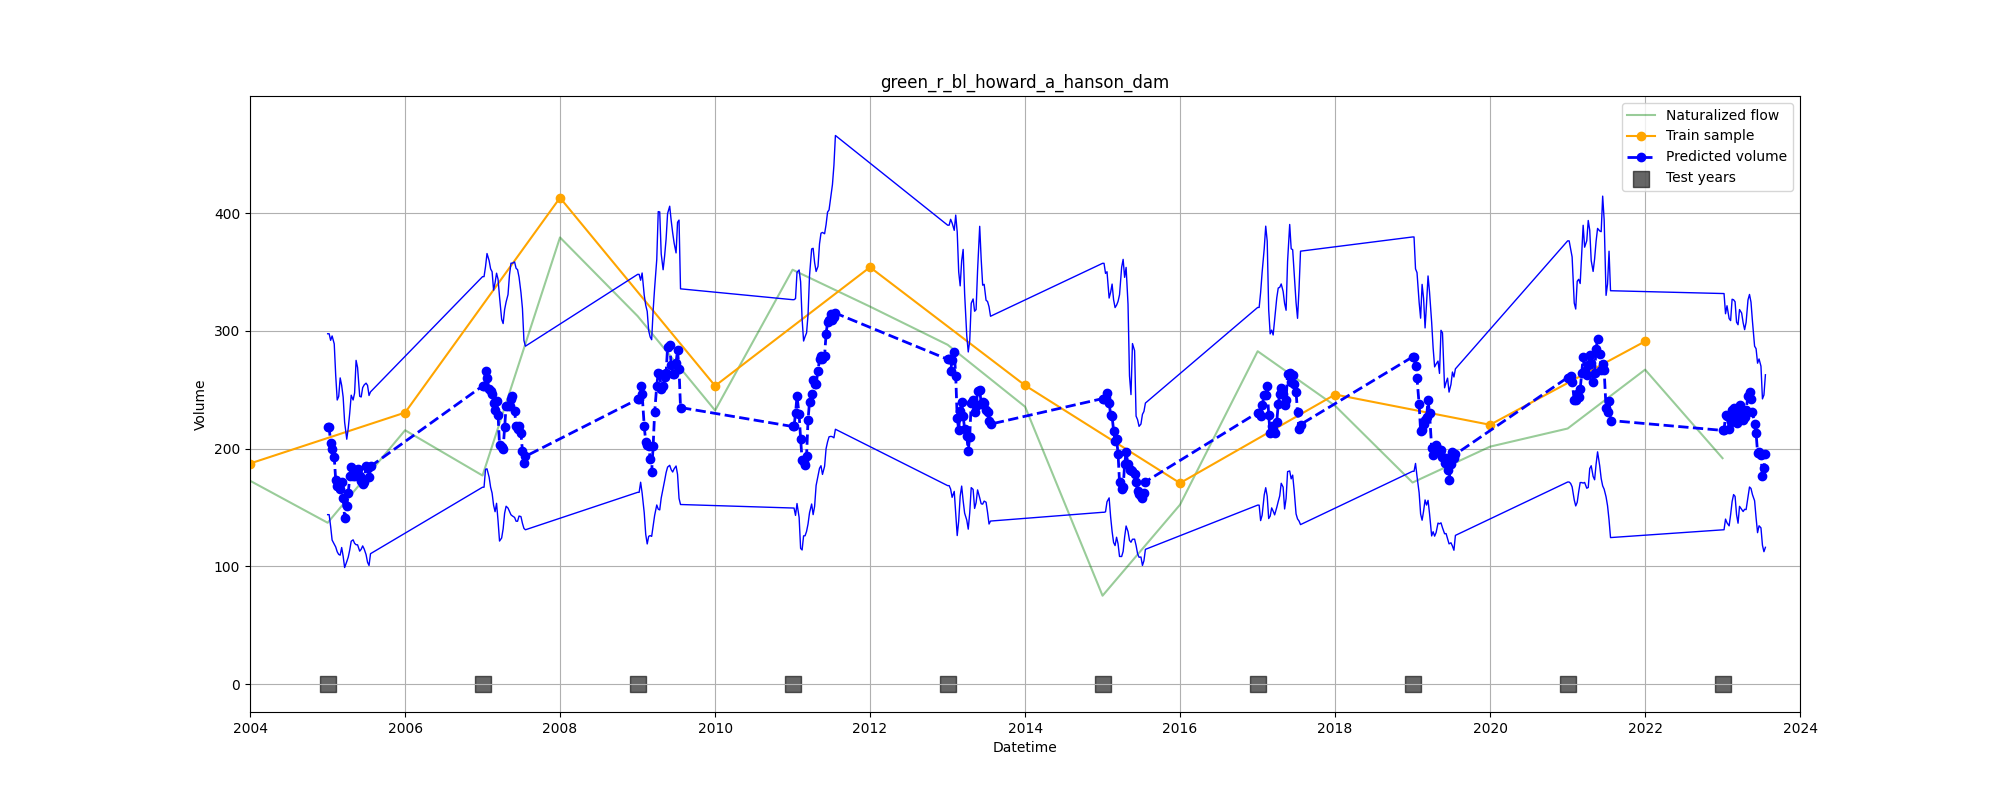 green_r_bl_howard_a_hanson_dam
Naturalized flow
Train sample
Predicted volume
Test years
Volume
400
300
200
100
0
2004 2006 2008 2010 2012 2014 2016 2018 2020 2022 2024
Datetime